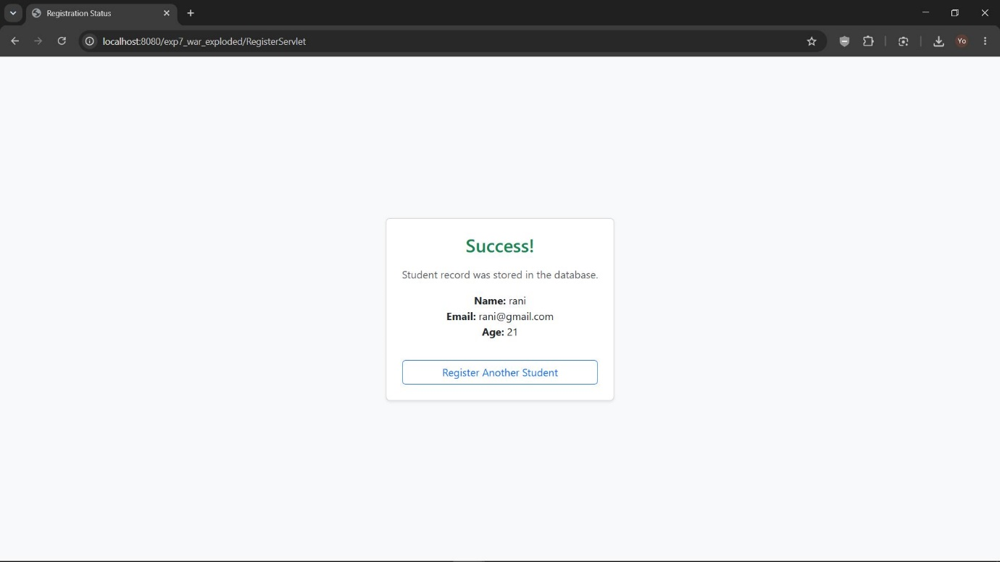 Registration Status
localhost:8080/exp7_war_exploded/RegisterServlet
Yo
Success!
Student record was stored in the database.
Name: rani
Email: rani@gmail.com
Age: 21
Register Another Student